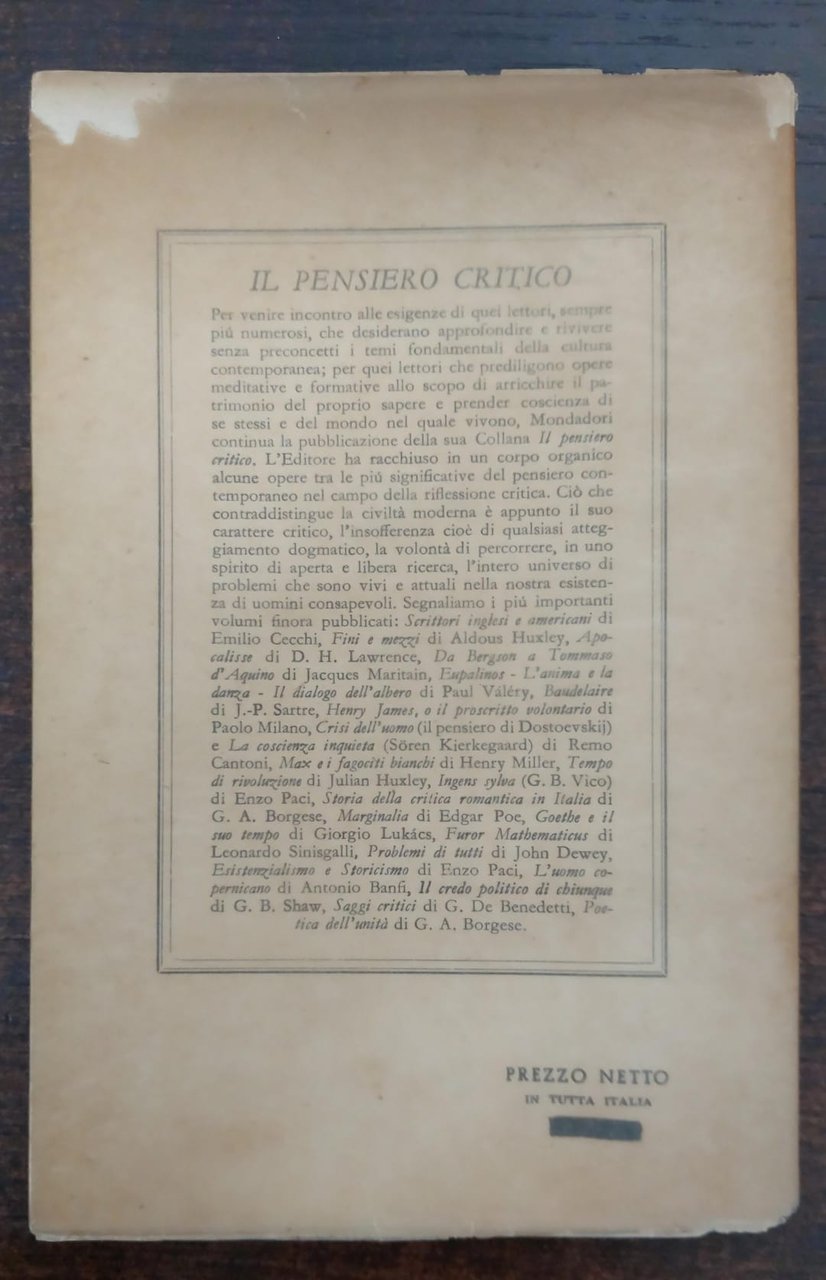 IL PENSIERO CRITICO
Per venire incontro alle esigenze di quei lettori, sempre
piú numerosi, che desiderano approfondire e rivivere
senza preconcetti i temi fondamentali della cultura
contemporanea; per quei lettori che prediligono opere
meditative e formative allo scopo di arricchire il pa-
trimonio del proprio sapere e prender coscienza di
se stessi e del mondo nel quale vivono, Mondadori
continua la pubblicazione della sua Collana Il pensiero
critico. L'Editore ha racchiuso in un corpo organico
alcune opere tra le piú significative del pensiero con-
temporaneo nel campo della riflessione critica. Ciò che
contraddistingue la civiltà moderna è appunto il suo
carattere critico, l'insofferenza cioè di qualsiasi atteg-
giamento dogmatico, la volontà di percorrere, in uno
spirito di aperta e libera ricerca, l'intero universo di
problemi che sono vivi e attuali nella nostra esisten-
za di uomini consapevoli. Segnaliamo i piú importanti
volumi finora pubblicati: Scrittori inglesi e americani di
Emilio Cecchi, Fini e mezzi di Aldous Huxley, Apo-
calisse di D. H. Lawrence, Da Bergson a Tommaso
d'Aquino di Jacques Maritain, Eupalinos - L'anima e la
danza - Il dialogo dell'albero di Paul Váléry, Baudelaire
di J.-P. Sartre, Henry James, o il proscritto volontario di
Paolo Milano, Crisi dell'uomo (il pensiero di Dostoevskij)
e La coscienza inquieta (Sören Kierkegaard) di Remo
Cantoni, Max e i fagociti bianchi di Henry Miller, Tempo
di rivoluzione di Julian Huxley, Ingens sylva (G. B. Vico)
di Enzo Paci, Storia della critica romantica in Italia di
G. A. Borgese, Marginalia di Edgar Poe, Goethe e il
suo tempo di Giorgio Lukács, Furor Mathematicus di
Leonardo Sinisgalli, Problemi di tutti di John Dewey,
Esistenzialismo e Storicismo di Enzo Paci, L'uomo co-
pernicano di Antonio Banfi, Il credo politico di chiunque
di G. B. Shaw, Saggi critici di G. De Benedetti, Poe-
tica dell'unità di G. A. Borgese.
PREZZO NETTO
IN TUTTA ITALIA